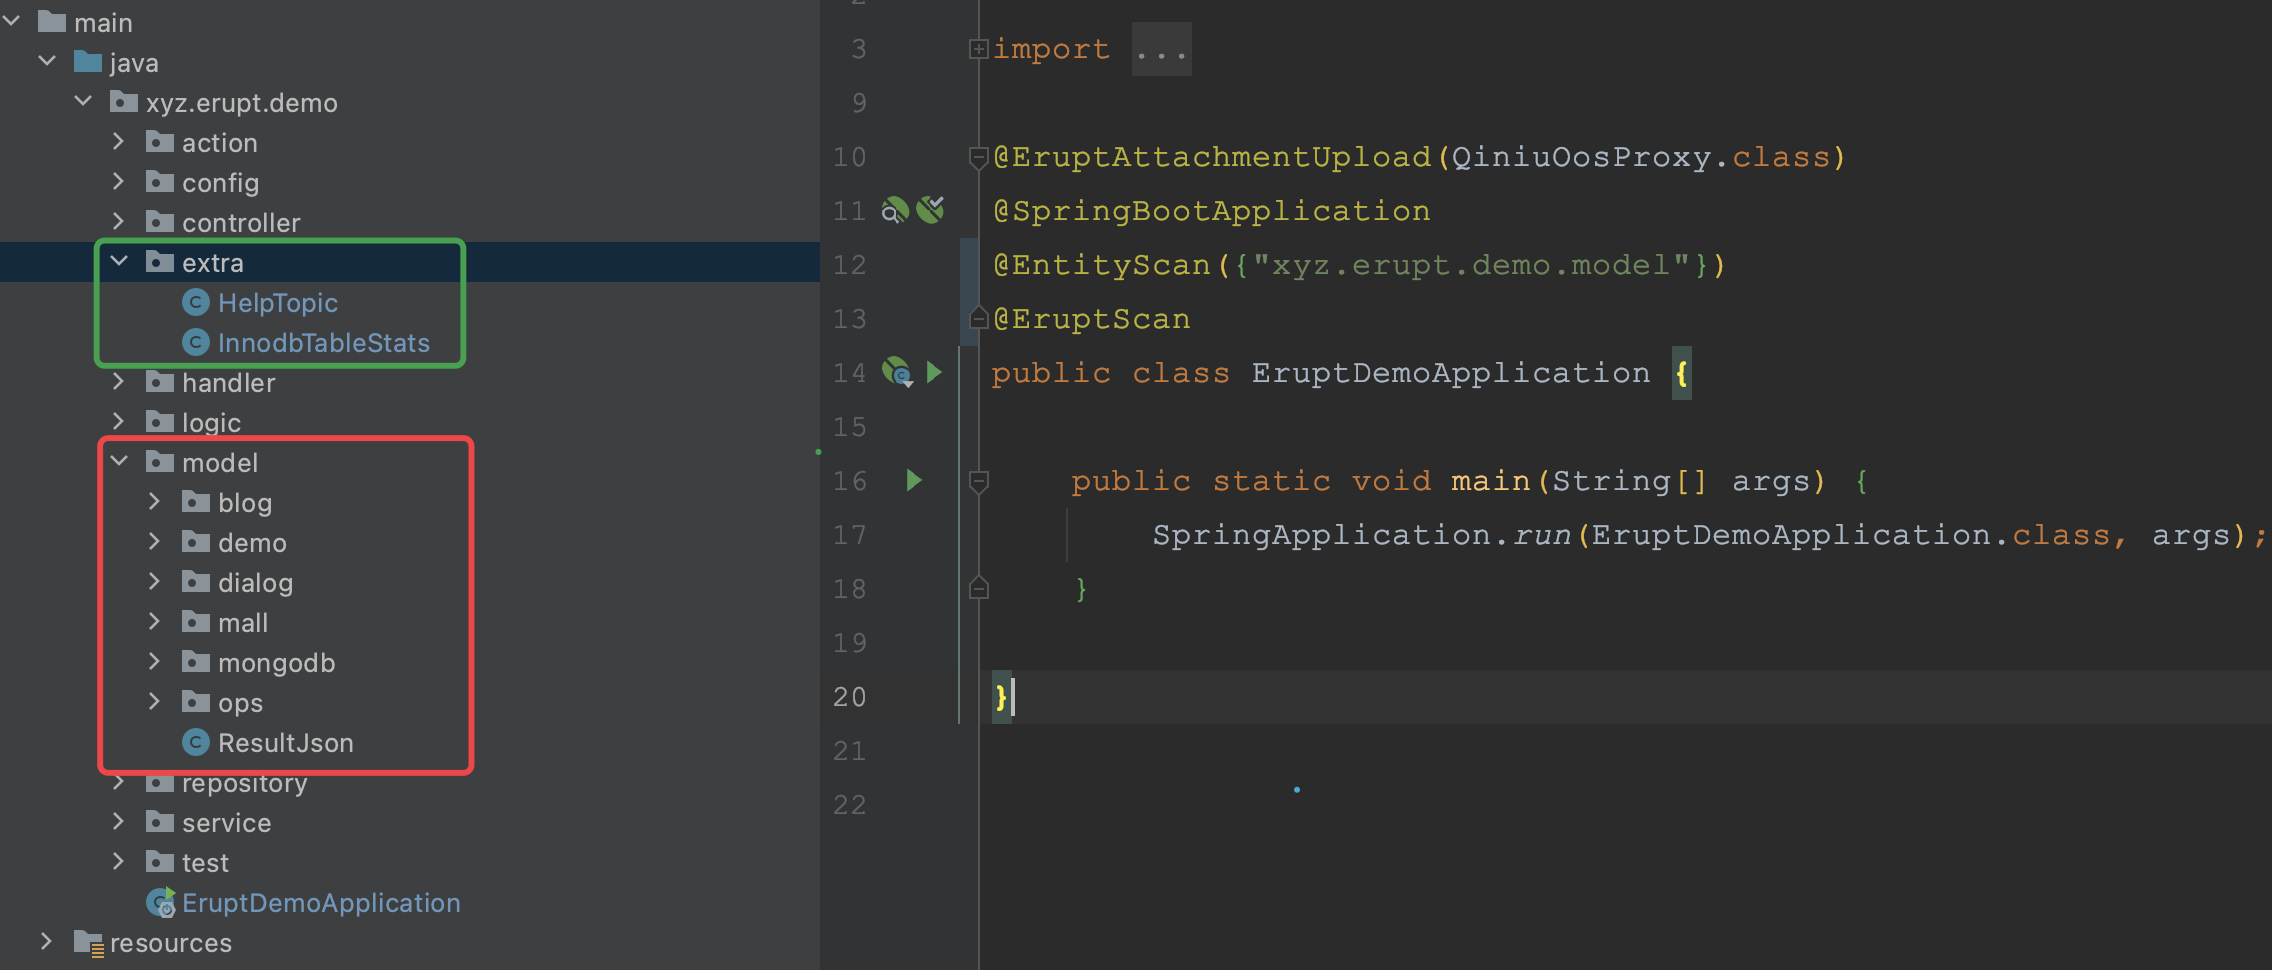 main
java
xyz.erupt.demo
action
config
controller
extra
HelpTopic
InnodbTableStats
handler
logic
model
blog
demo
dialog
mall
mongodb
ops
ResultJson
repository
service
test
EruptDemoApplication
resources
3 import ...
9
10 @EruptAttachmentUpload(QiniuOosProxy.class)
11 @SpringBootApplication
12 @EntityScan({"xyz.erupt.demo.model"})
13 @EruptScan
14 public class EruptDemoApplication {
15
16 public static void main(String[] args) {
17 SpringApplication.run(EruptDemoApplication.class, args);
18 }
19
20 }
21
22